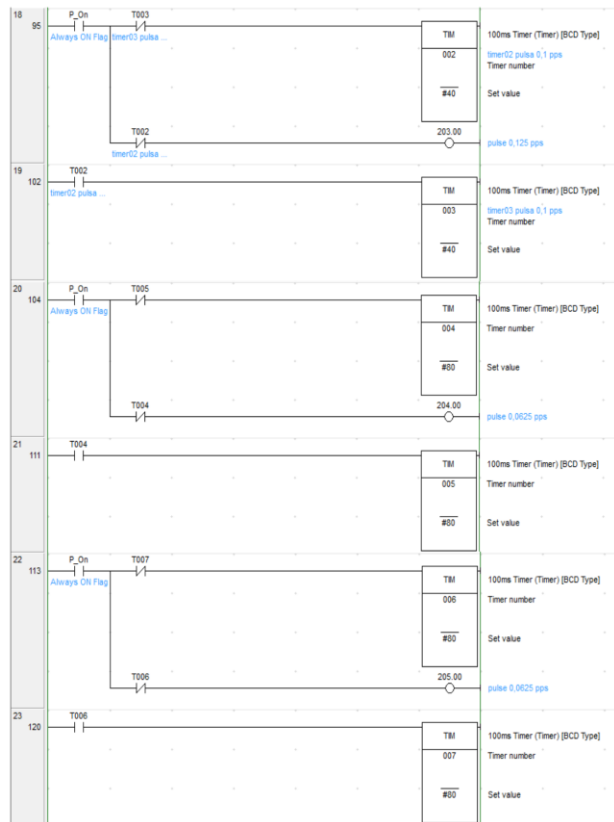 18
95
P_On
T003
Always ON Flag
timer03 pulsa ...
TIM
100ms Timer (Timer) [BCD Type]
002
timer02 pulsa 0,1 pps
Timer number
#40
Set value
T002
203.00
timer02 pulsa ...
pulse 0,125 pps
19
102
T002
timer02 pulsa ...
TIM
100ms Timer (Timer) [BCD Type]
003
timer03 pulsa 0,1 pps
Timer number
#40
Set value
20
104
P_On
T005
Always ON Flag
TIM
100ms Timer (Timer) [BCD Type]
004
Timer number
#80
Set value
T004
204.00
pulse 0,0625 pps
21
111
T004
TIM
100ms Timer (Timer) [BCD Type]
005
Timer number
#80
Set value
22
113
P_On
T007
Always ON Flag
TIM
100ms Timer (Timer) [BCD Type]
006
Timer number
#80
Set value
T006
205.00
pulse 0,0625 pps
23
120
T006
TIM
100ms Timer (Timer) [BCD Type]
007
Timer number
#80
Set value